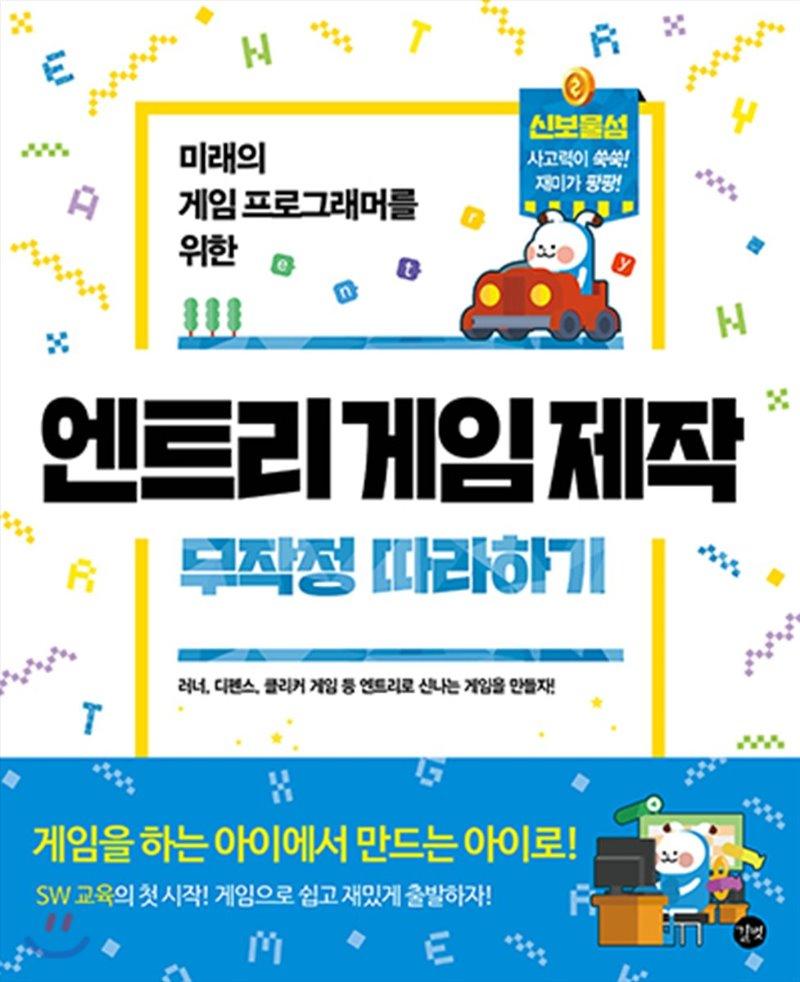 신보물섬
사고력이 쑥쑥!
재미가 팡팡!
미래의
게임 프로그래머를
위한
e n t r y
엔트리 게임 제작
무작정 따라하기
러너, 디펜스, 클리커 게임 등 엔트리로 신나는 게임을 만들자!
게임을 하는 아이에서 만드는 아이로!
SW 교육의 첫 시작! 게임으로 쉽고 재밌게 출발하자!
길벗